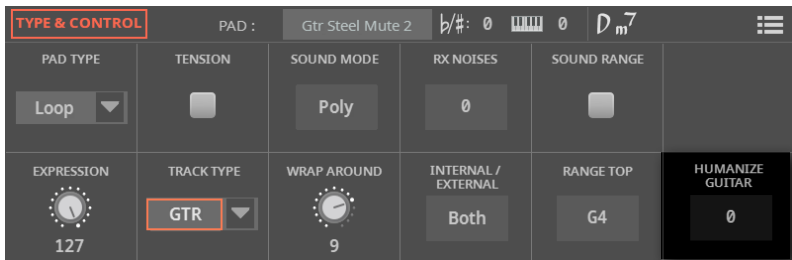 TYPE & CONTROL PAD : Gtr Steel Mute 2 ♭/♯: 0 0 D m7
PAD TYPE TENSION SOUND MODE RX NOISES SOUND RANGE
Loop Poly 0
EXPRESSION TRACK TYPE WRAP AROUND INTERNAL / EXTERNAL RANGE TOP HUMANIZE GUITAR
GTR Both G4 0
127 9